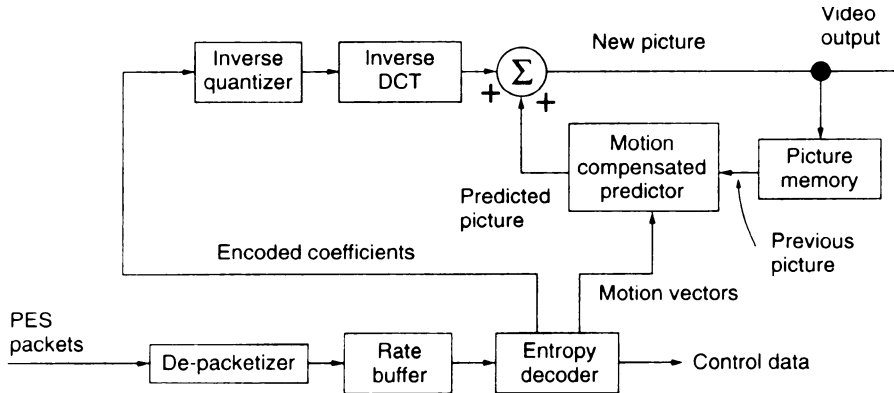 Video
output
New picture
Inverse
quantizer
Inverse
DCT
Σ
+
+
Motion
compensated
predictor
Picture
memory
Predicted
picture
Previous
picture
Encoded coefficients
Motion vectors
PES
packets
De-packetizer
Rate
buffer
Entropy
decoder
Control data